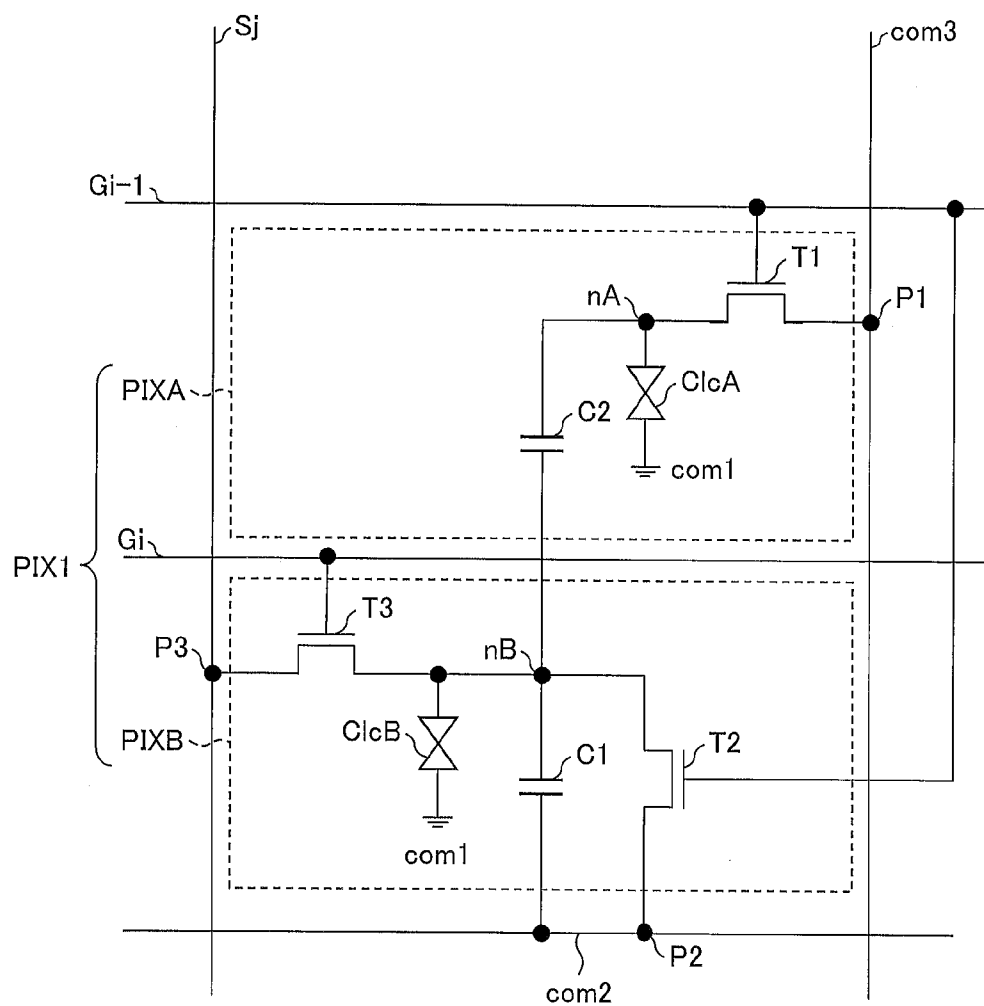 Sj
com3
Gi-1
T1
nA
P1
PIXA
ClcA
C2
com1
Gi
PIX1
T3
P3
nB
PIXB
ClcB
C1
T2
com1
P2
com2